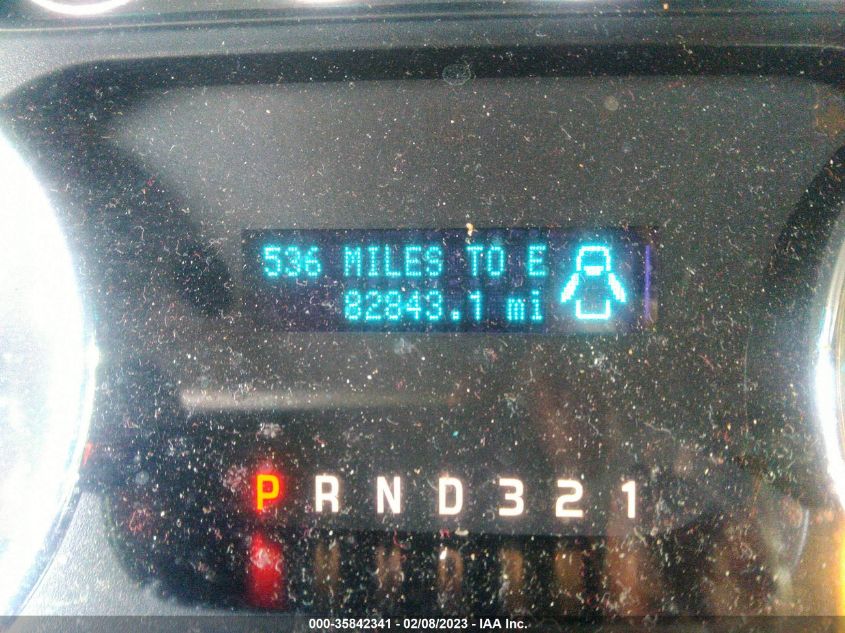 536 MILES TO E
82843.1 mi
P R N D 3 2 1
000-35842341 - 02/08/2023 - IAA Inc.